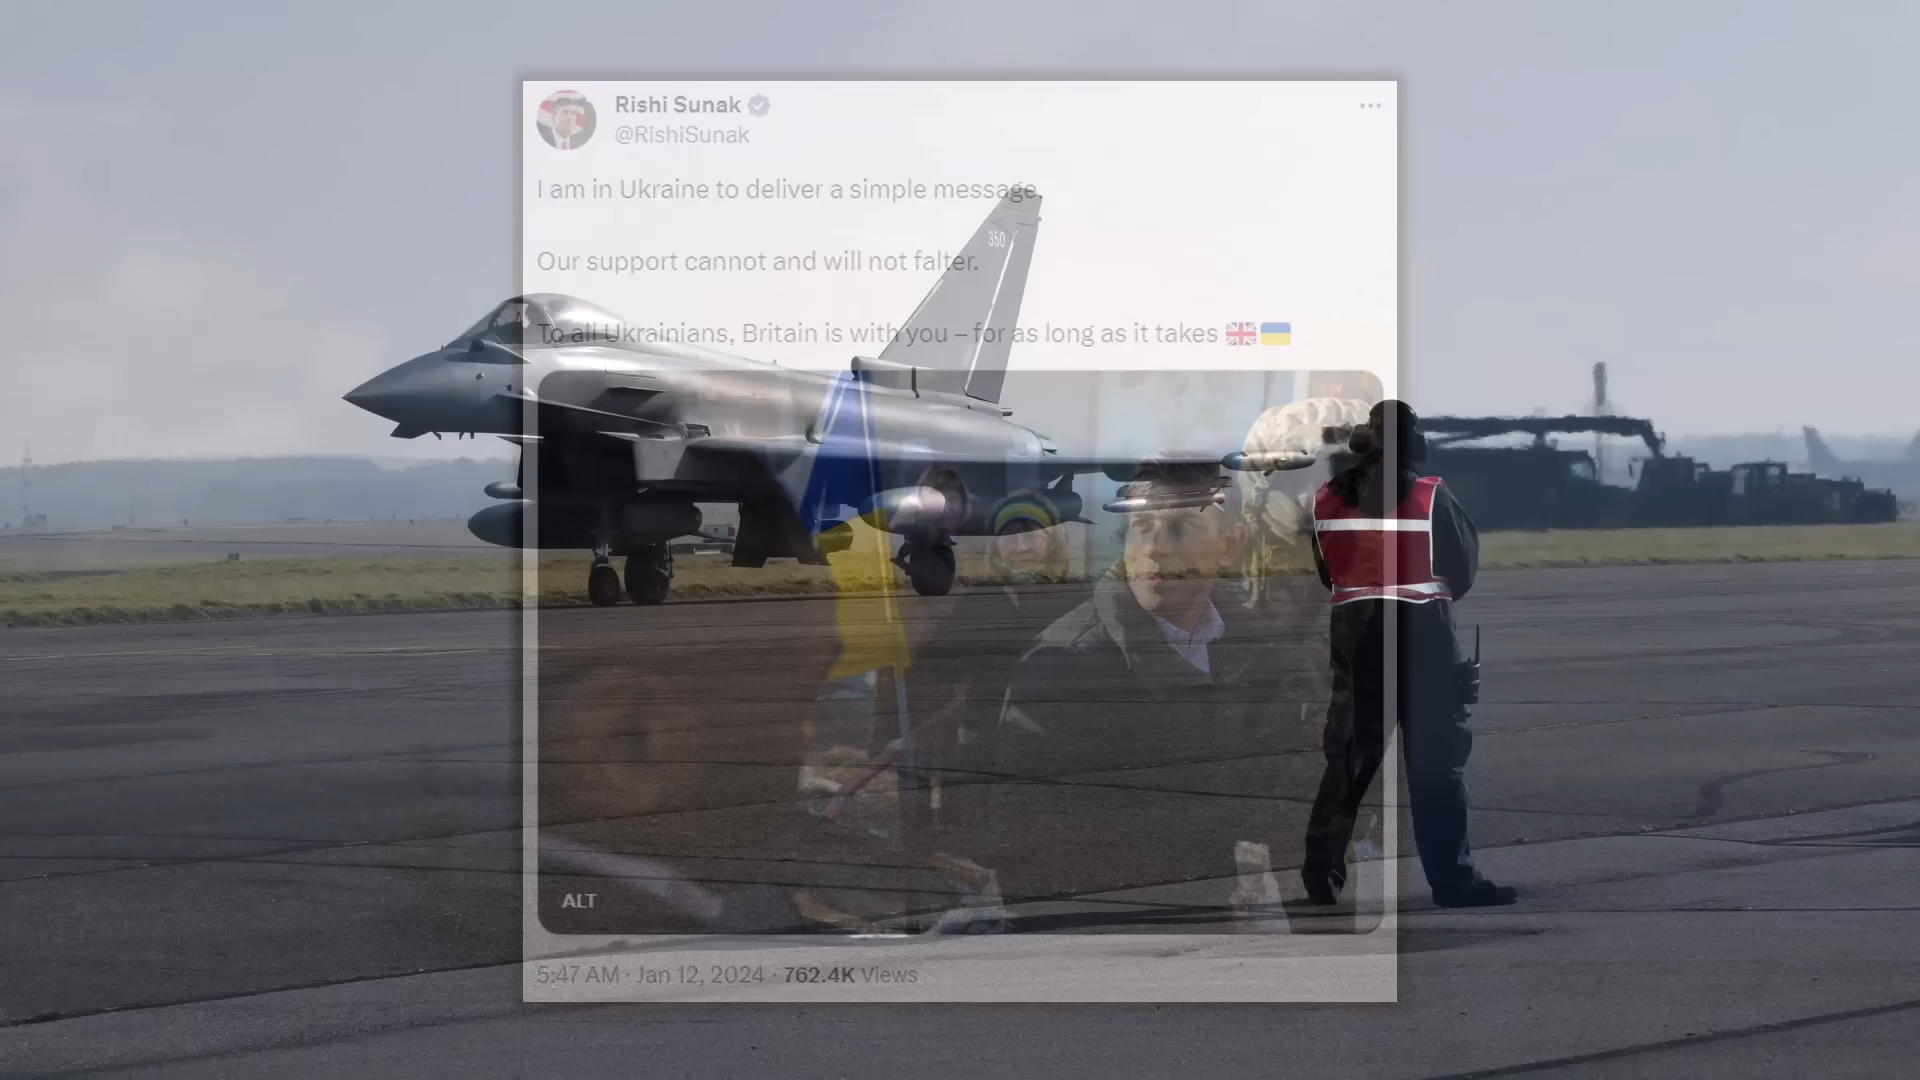 Rishi Sunak
@RishiSunak
I am in Ukraine to deliver a simple message.
Our support cannot and will not falter.
To all Ukrainians, Britain is with you – for as long as it takes 🇬🇧🇺🇦
350
ALT
5:47 AM · Jan 12, 2024 · 762.4K Views